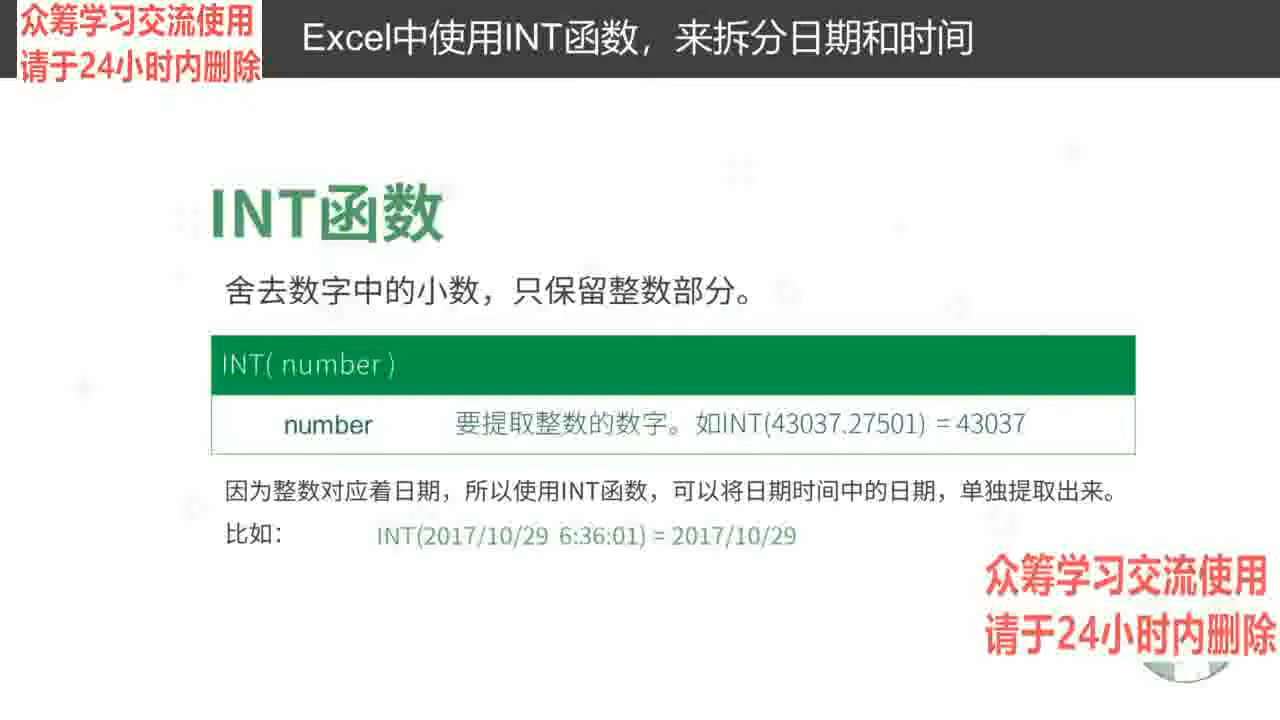 众筹学习交流使用
请于24小时内删除
Excel中使用INT函数，来拆分日期和时间
INT函数
舍去数字中的小数，只保留整数部分。
INT( number )
number 要提取整数的数字。如INT(43037.27501) = 43037
因为整数对应着日期，所以使用INT函数，可以将日期时间中的日期，单独提取出来。
比如： INT(2017/10/29 6:36:01) = 2017/10/29
众筹学习交流使用
请于24小时内删除